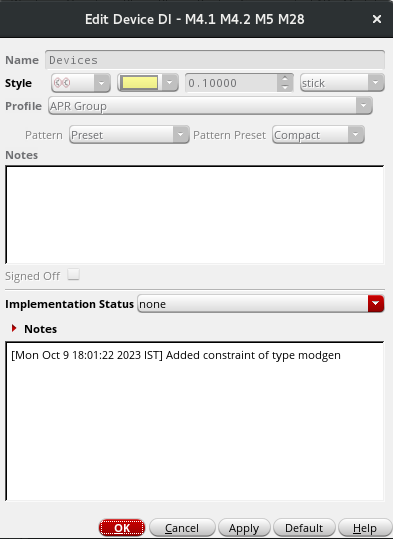 Edit Device DI - M4.1 M4.2 M5 M28
Name Devices
Style 0.10000 stick
Profile APR Group
Pattern Preset Pattern Preset Compact
Notes
Signed Off
Implementation Status none
Notes
[Mon Oct 9 18:01:22 2023 IST] Added constraint of type modgen
OK Cancel Apply Default Help